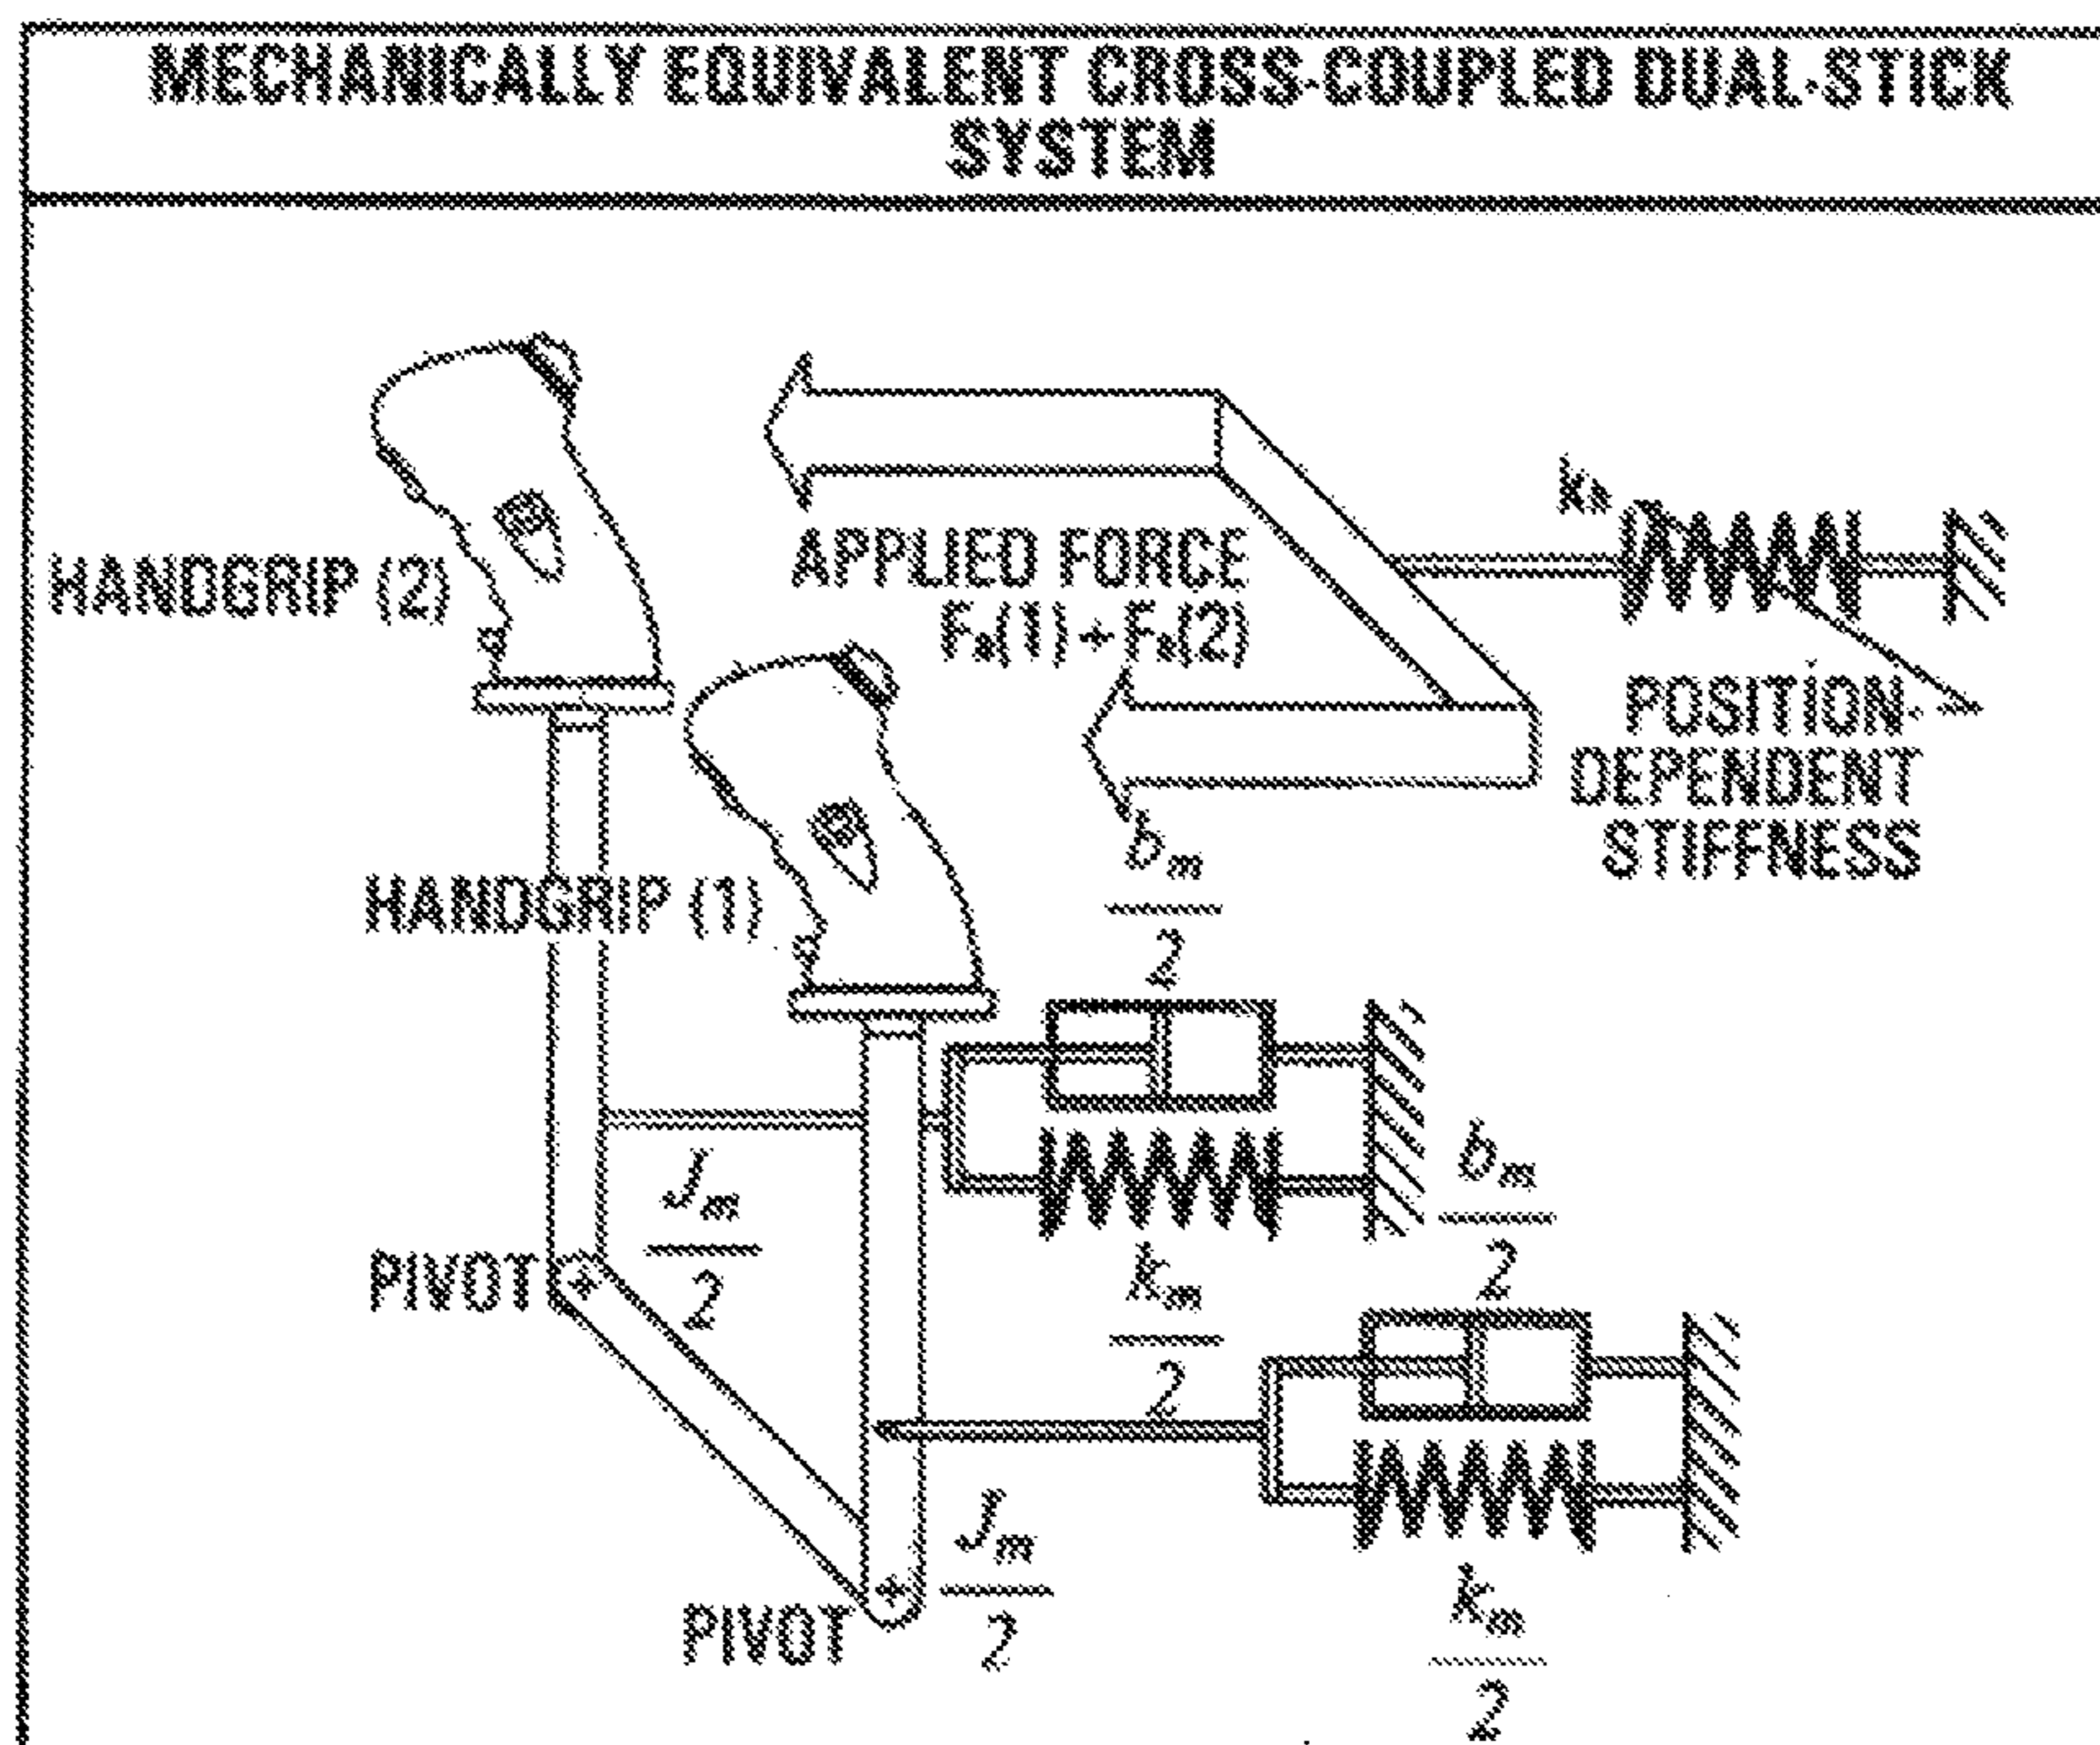 MECHANICALLY EQUIVALENT CROSS-COUPLED DUAL-STICK
SYSTEM
HANDGRIP (2)
APPLIED FORCE
Fa(1) + Fa(2)
POSITION
DEPENDENT
STIFFNESS
HANDGRIP (1)
bm
2
Jm
2
km
2
PIVOT
bm
2
Jm
2
PIVOT
km
2